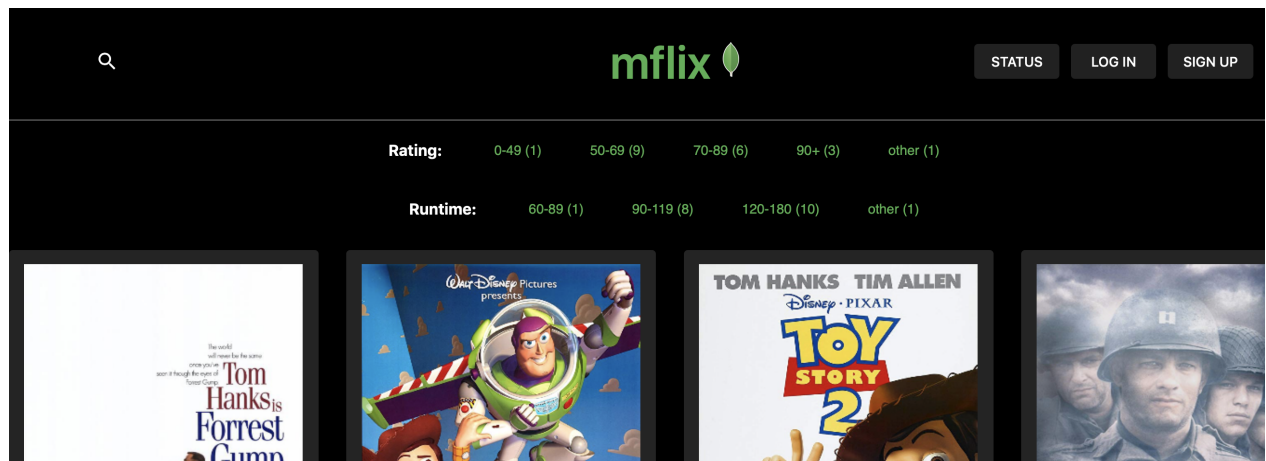 mflix
STATUS LOG IN SIGN UP
Rating: 0-49 (1) 50-69 (9) 70-89 (6) 90+ (3) other (1)
Runtime: 60-89 (1) 90-119 (8) 120-180 (10) other (1)
The world
will never be the same
once you've
seen it through the eyes of
Forrest Gump.
Tom
Hanks is
Forrest
Gump
WALT DISNEY PICTURES
presents
TOM HANKS TIM ALLEN
DISNEY · PIXAR
TOY
STORY
2